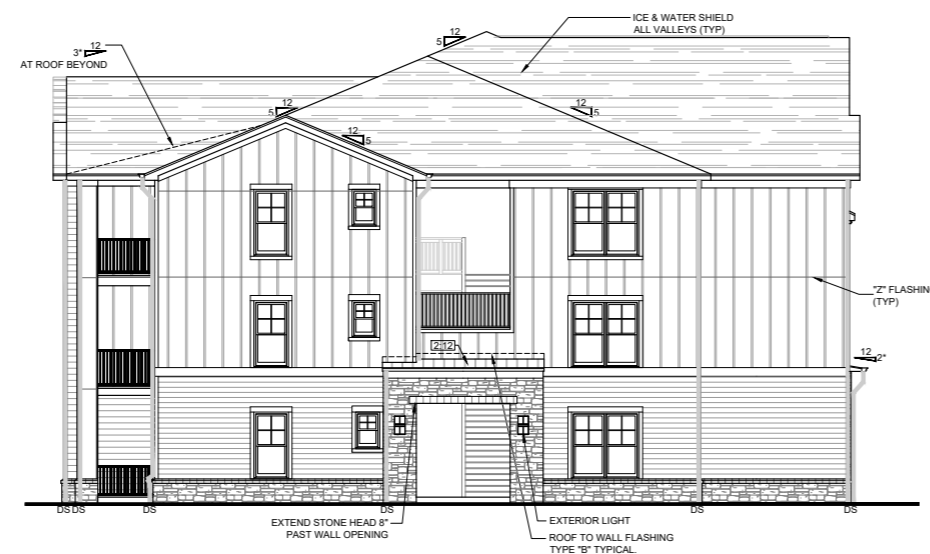 ICE & WATER SHIELD
ALL VALLEYS (TYP)
12
5
12
3"
AT ROOF BEYOND
12
5
12
5
12
5
"Z" FLASHIN
(TYP)
2:12
12
2"
DS DS
DS
DS
DS
DS
EXTEND STONE HEAD 8"
PAST WALL OPENING
EXTERIOR LIGHT
ROOF TO WALL FLASHING
TYPE "B" TYPICAL.